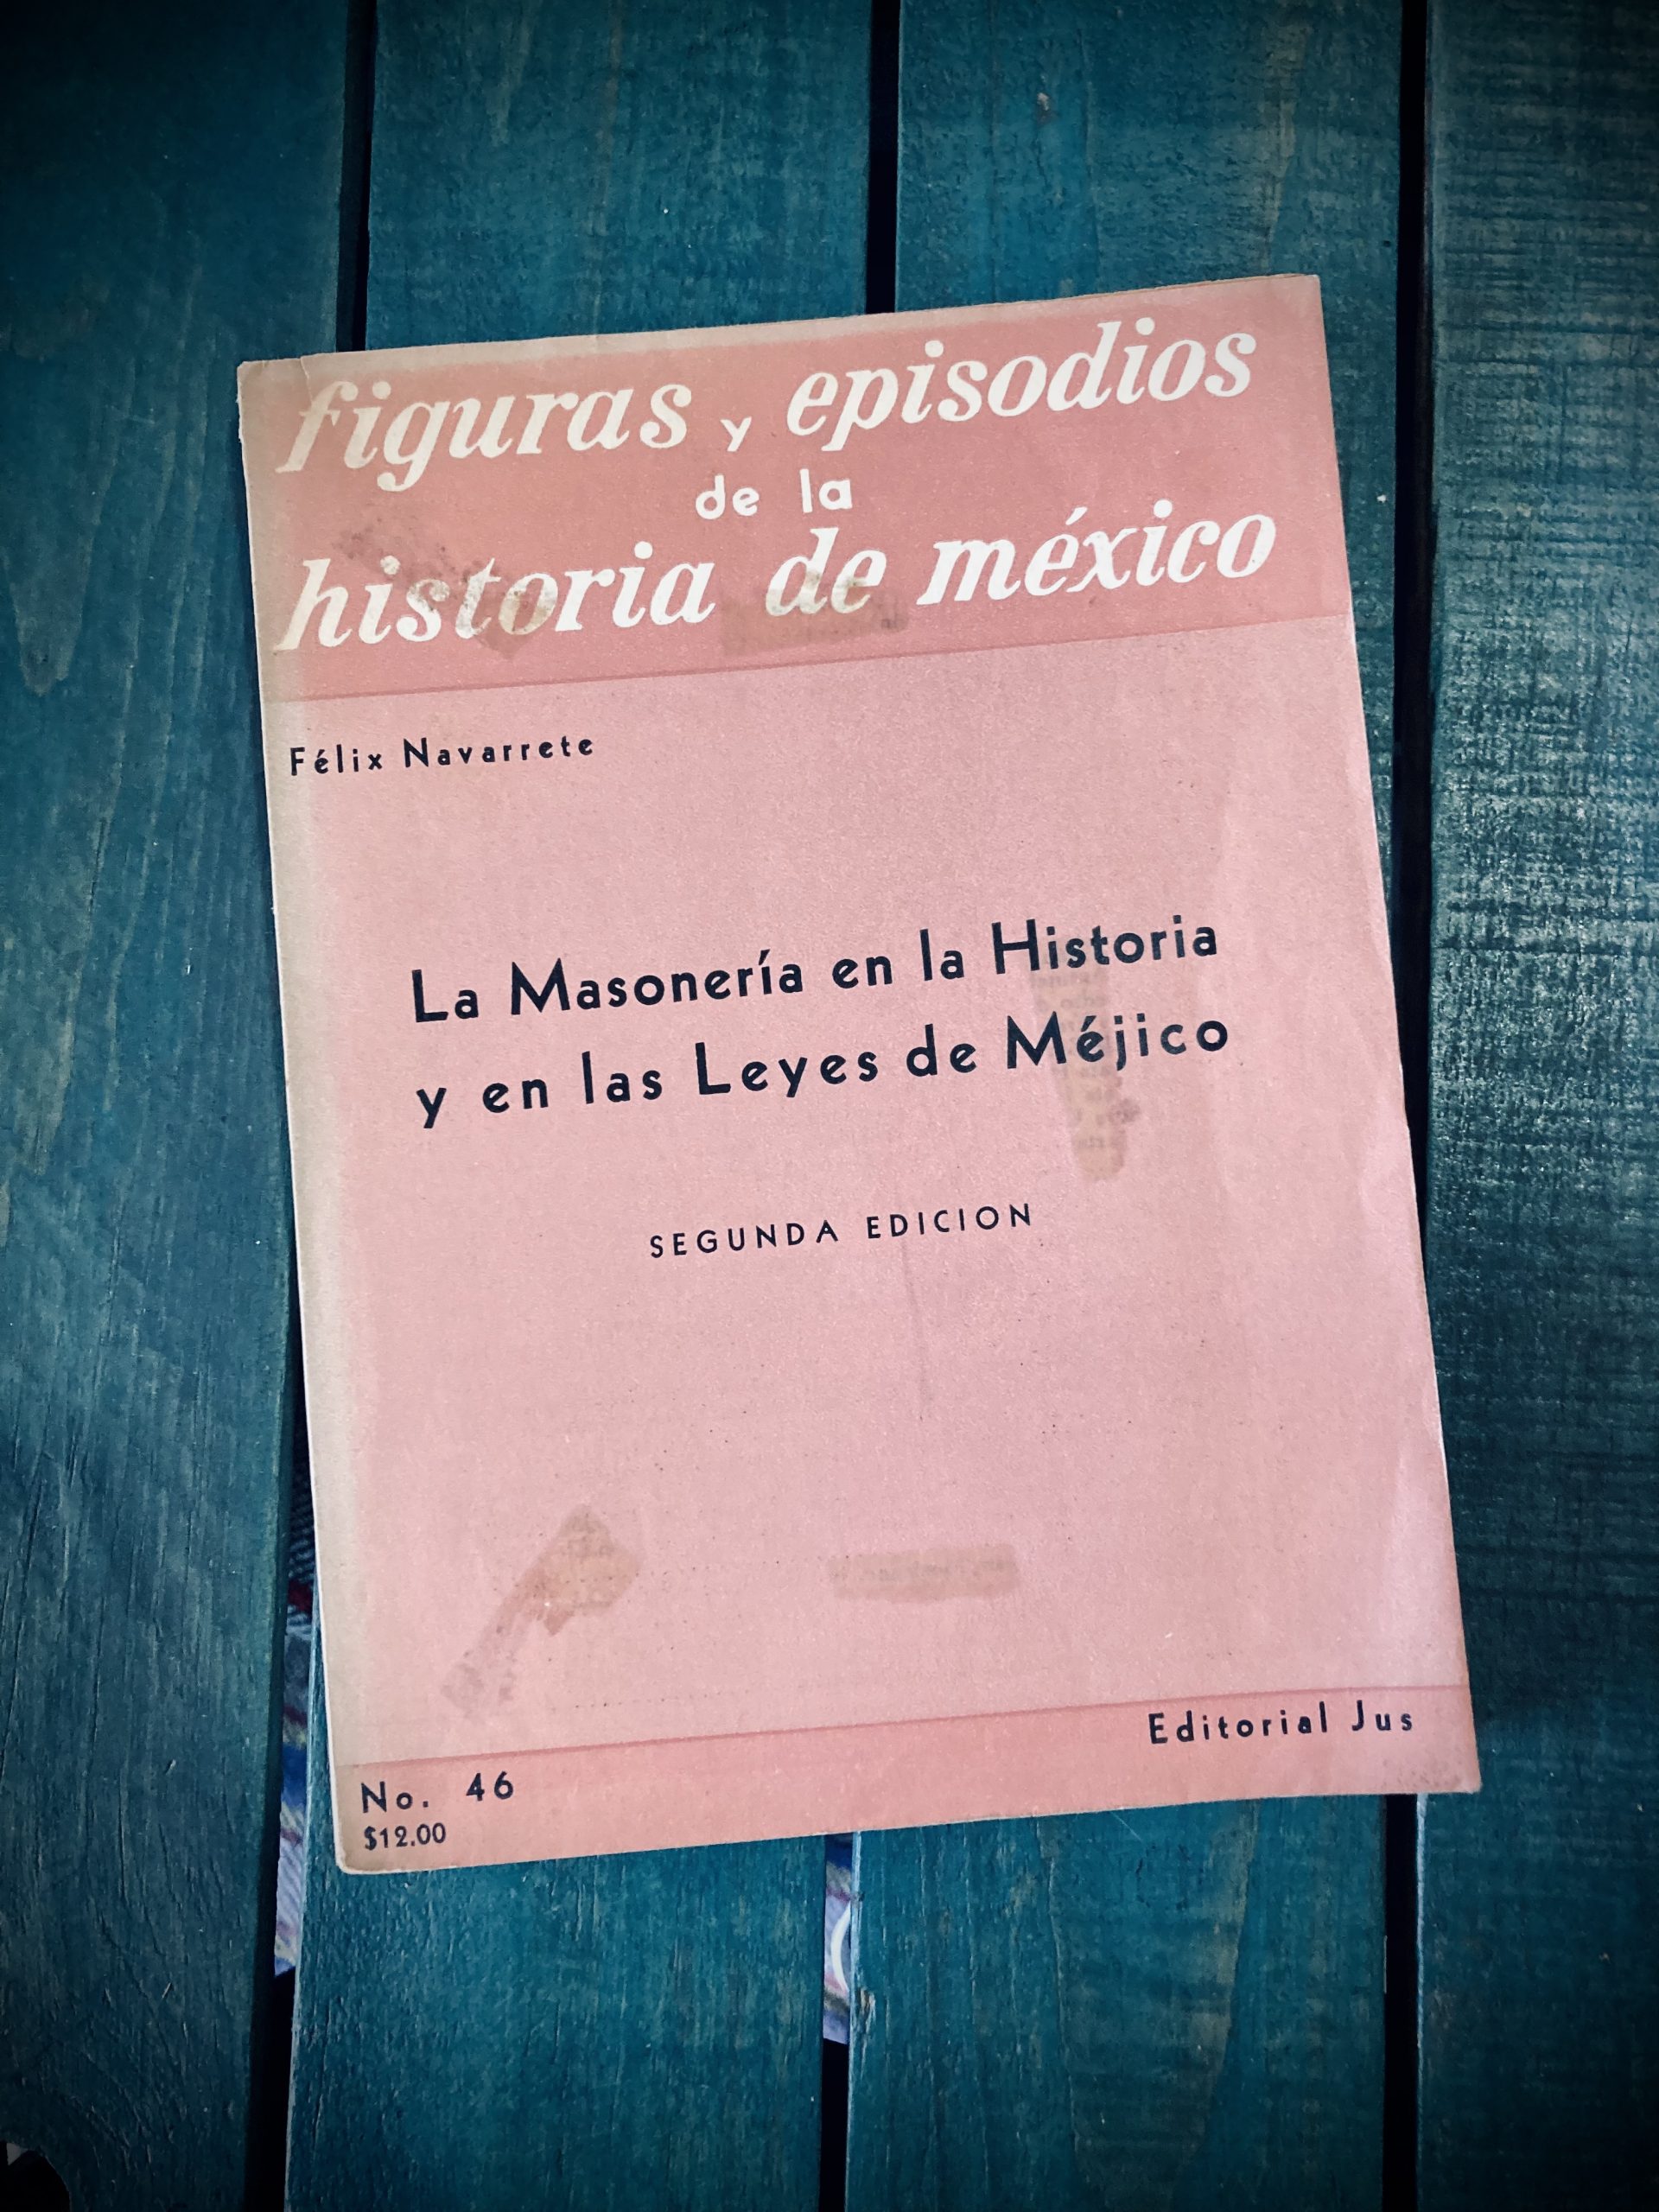 figuras y episodios
de la
historia de méxico
Félix Navarrete
La Masonería en la Historia
y en las Leyes de Méjico
SEGUNDA EDICION
Editorial Jus
No. 46
$12.00